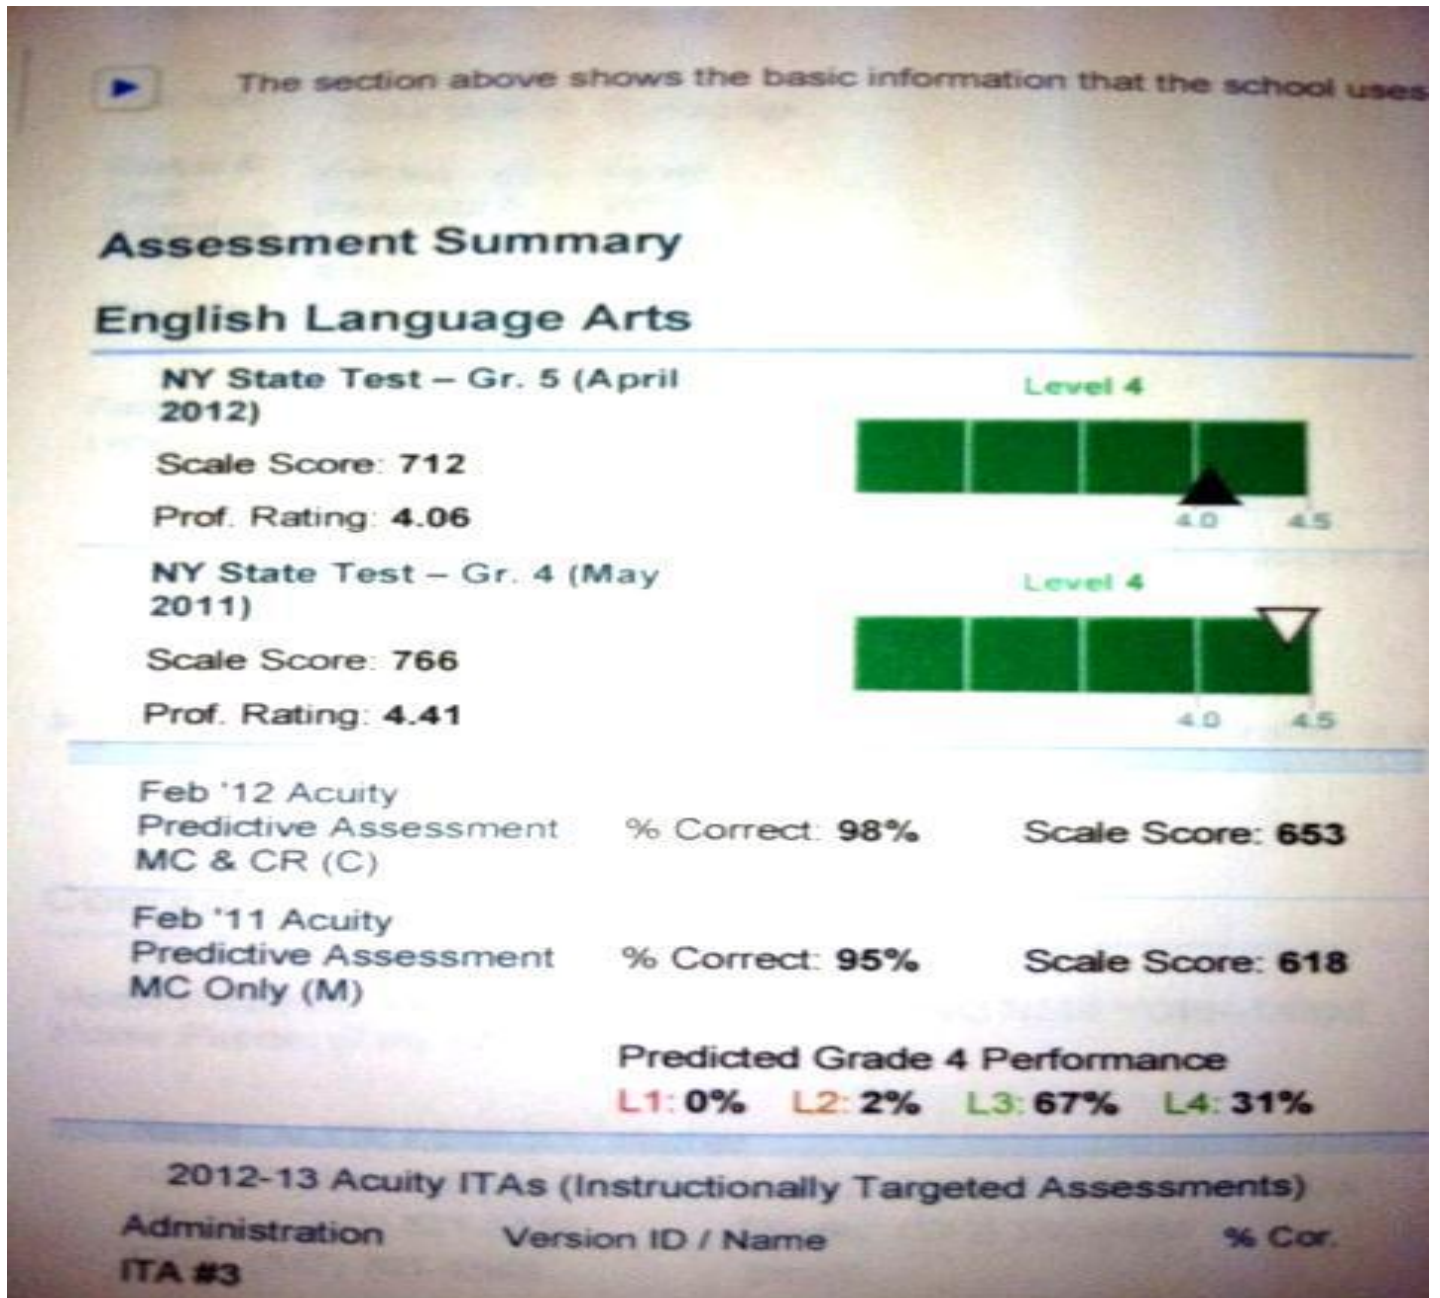 The section above shows the basic information that the school uses
Assessment Summary
English Language Arts
NY State Test – Gr. 5 (April
2012)
Level 4
Scale Score: 712
Prof. Rating: 4.06
4.0 4.5
NY State Test – Gr. 4 (May
2011)
Level 4
Scale Score: 766
Prof. Rating: 4.41
4.0 4.5
Feb '12 Acuity
Predictive Assessment % Correct: 98% Scale Score: 653
MC & CR (C)
Feb '11 Acuity
Predictive Assessment % Correct: 95% Scale Score: 618
MC Only (M)
Predicted Grade 4 Performance
L1: 0% L2: 2% L3: 67% L4: 31%
2012-13 Acuity ITAs (Instructionally Targeted Assessments)
Administration Version ID / Name % Cor.
ITA #3